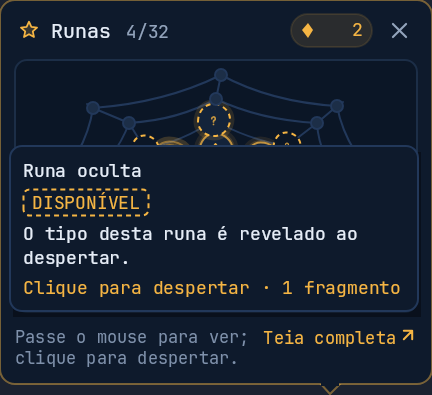 Runas 4/32 2
?
Runa oculta
DISPONÍVEL
O tipo desta runa é revelado ao
despertar.
Clique para despertar · 1 fragmento
Passe o mouse para ver; Teia completa
clique para despertar.